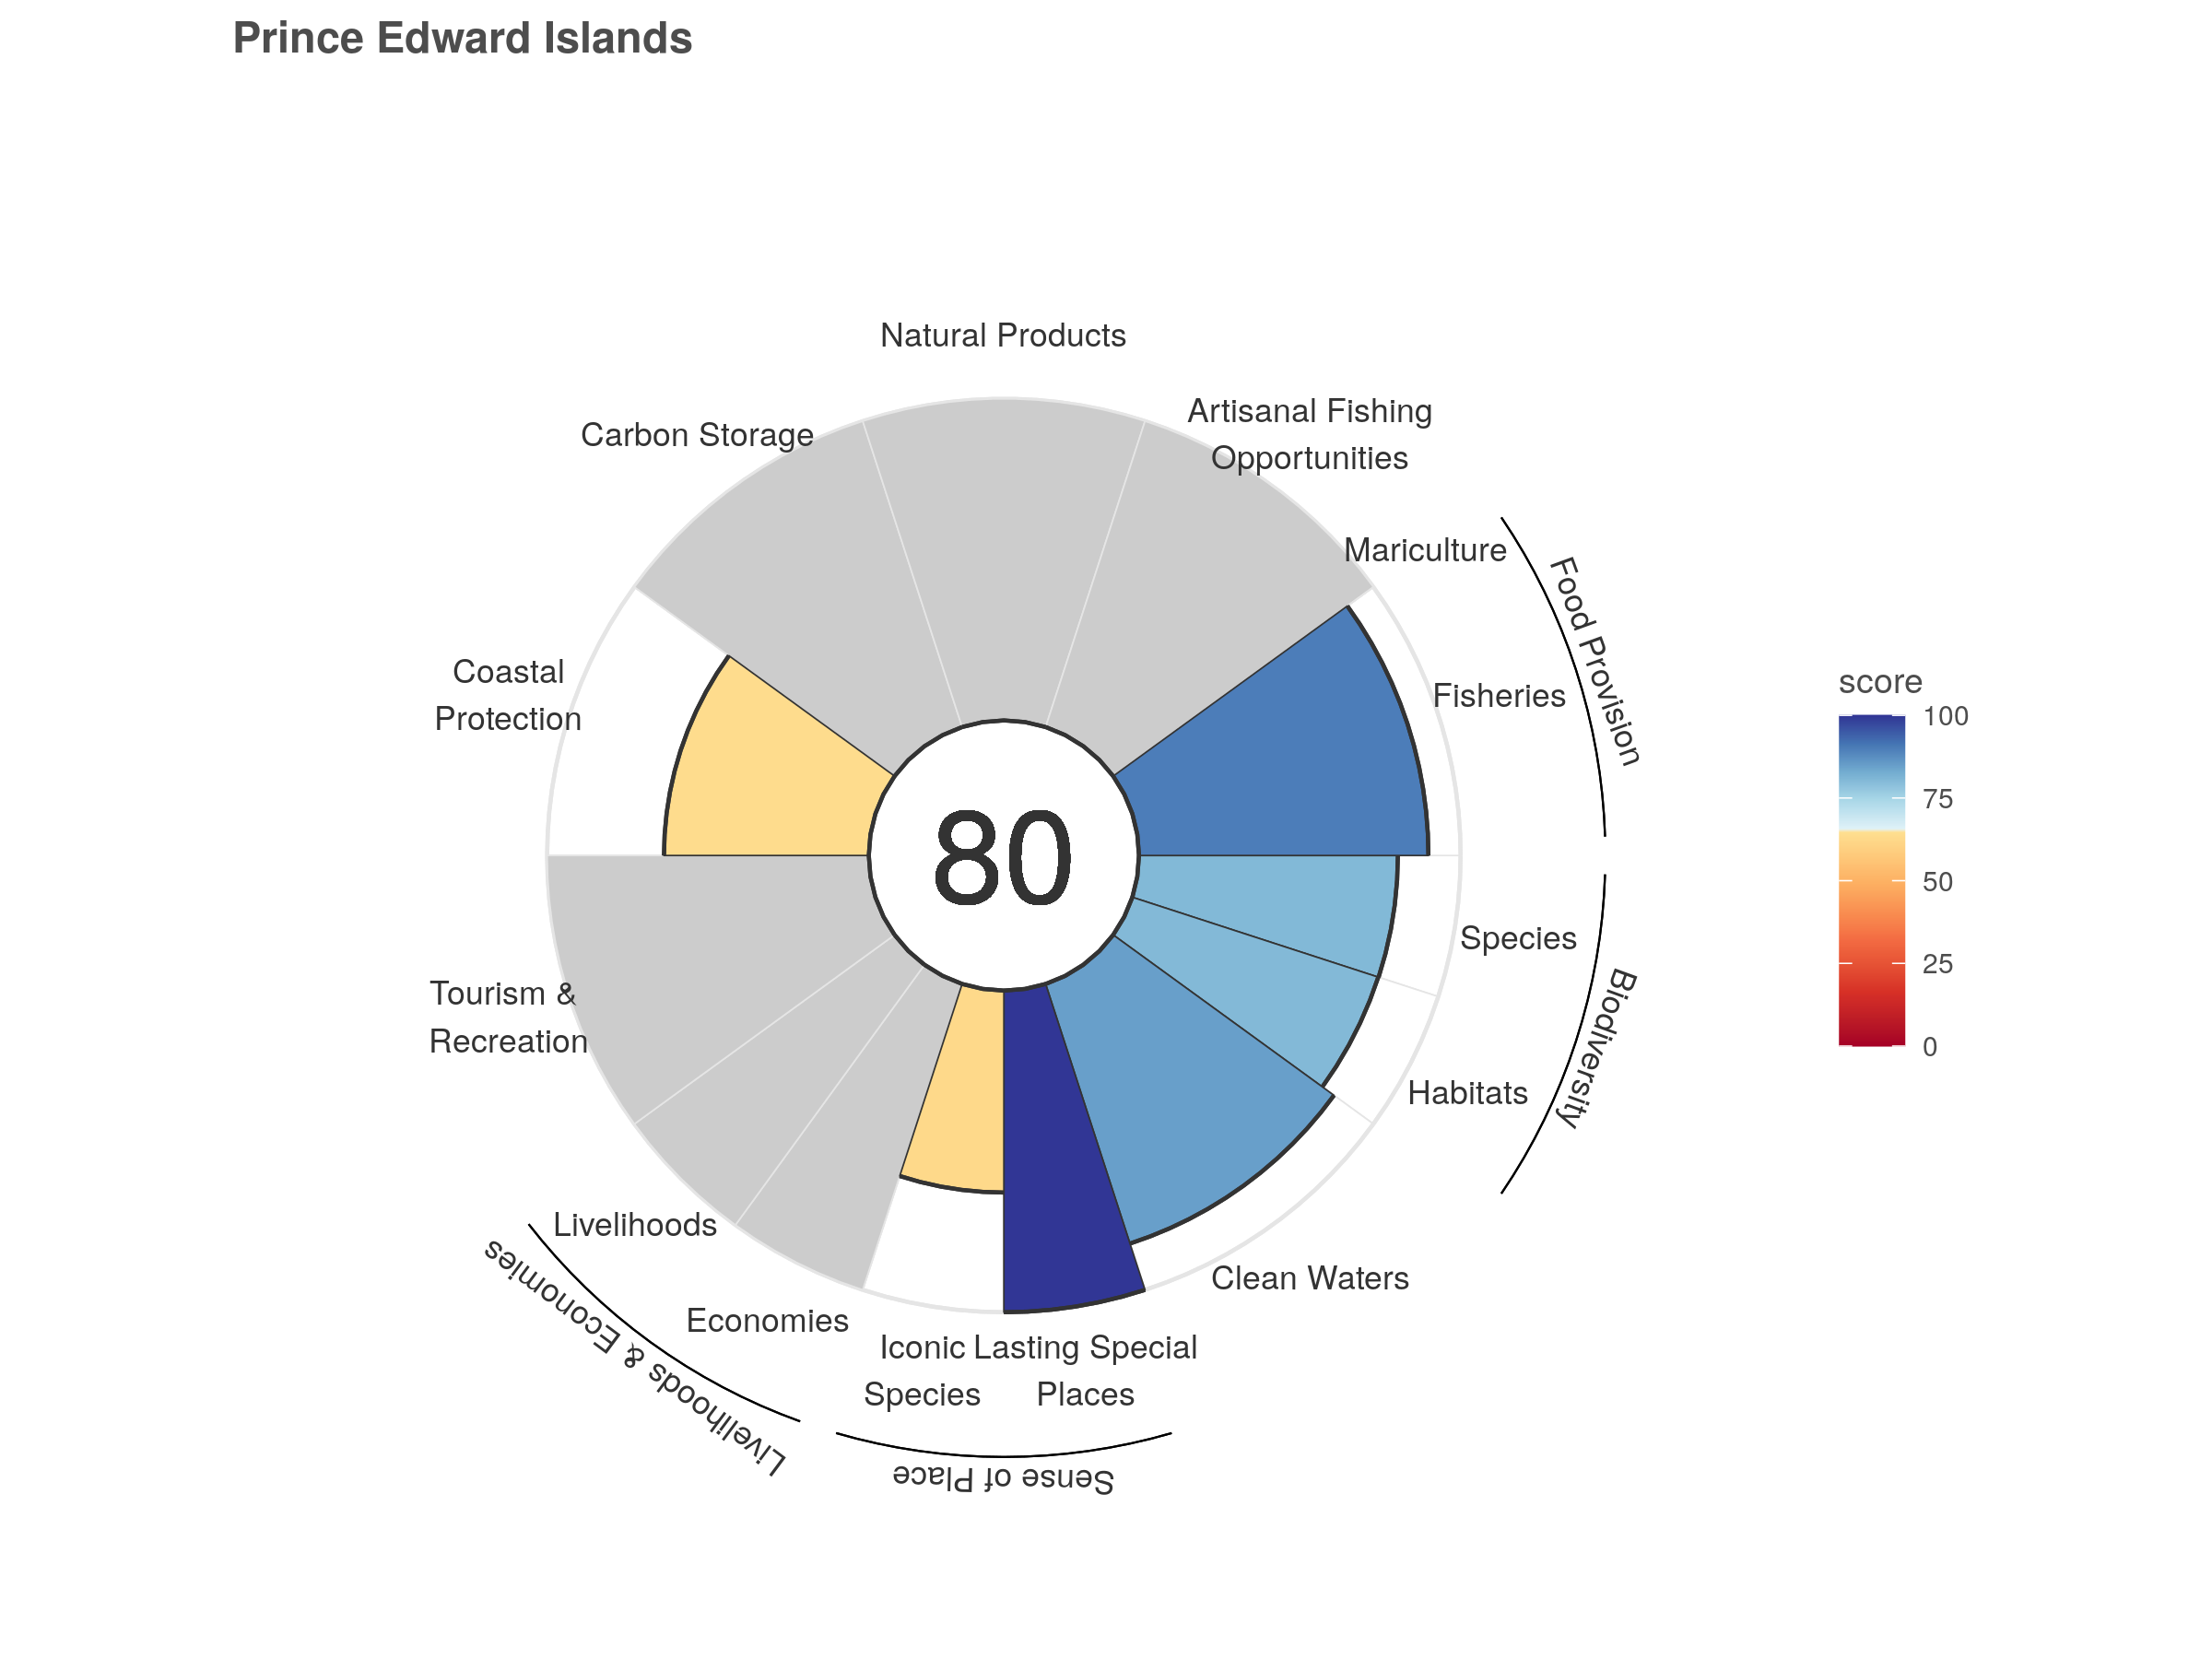 Prince Edward Islands
Natural Products
Artisanal Fishing
Opportunities
Carbon Storage
Mariculture
Food Provision
Coastal
Protection
Fisheries
score
100
75
50
25
0
80
Species
Biodiversity
Tourism &
Recreation
Habitats
Livelihoods
Clean Waters
Livelihoods & Economies
Economies
Iconic
Species
Lasting Special
Places
Sense of Place